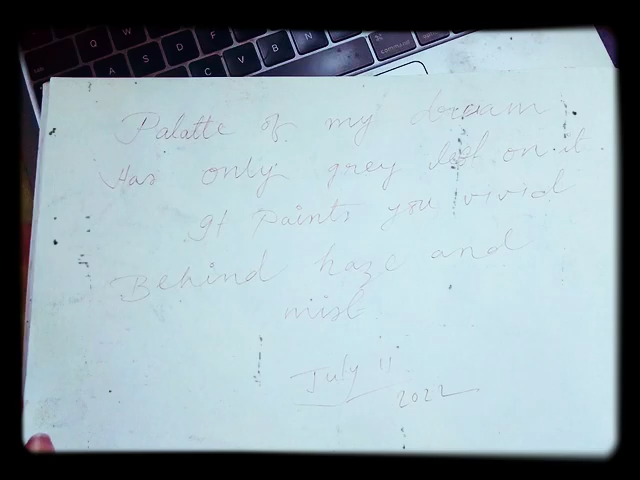 Q W
A S D F
C V B N
command
Palatte of my dream
Has only grey left on it.
It paints you vivid
Behind haze and
mist
July 11
2022